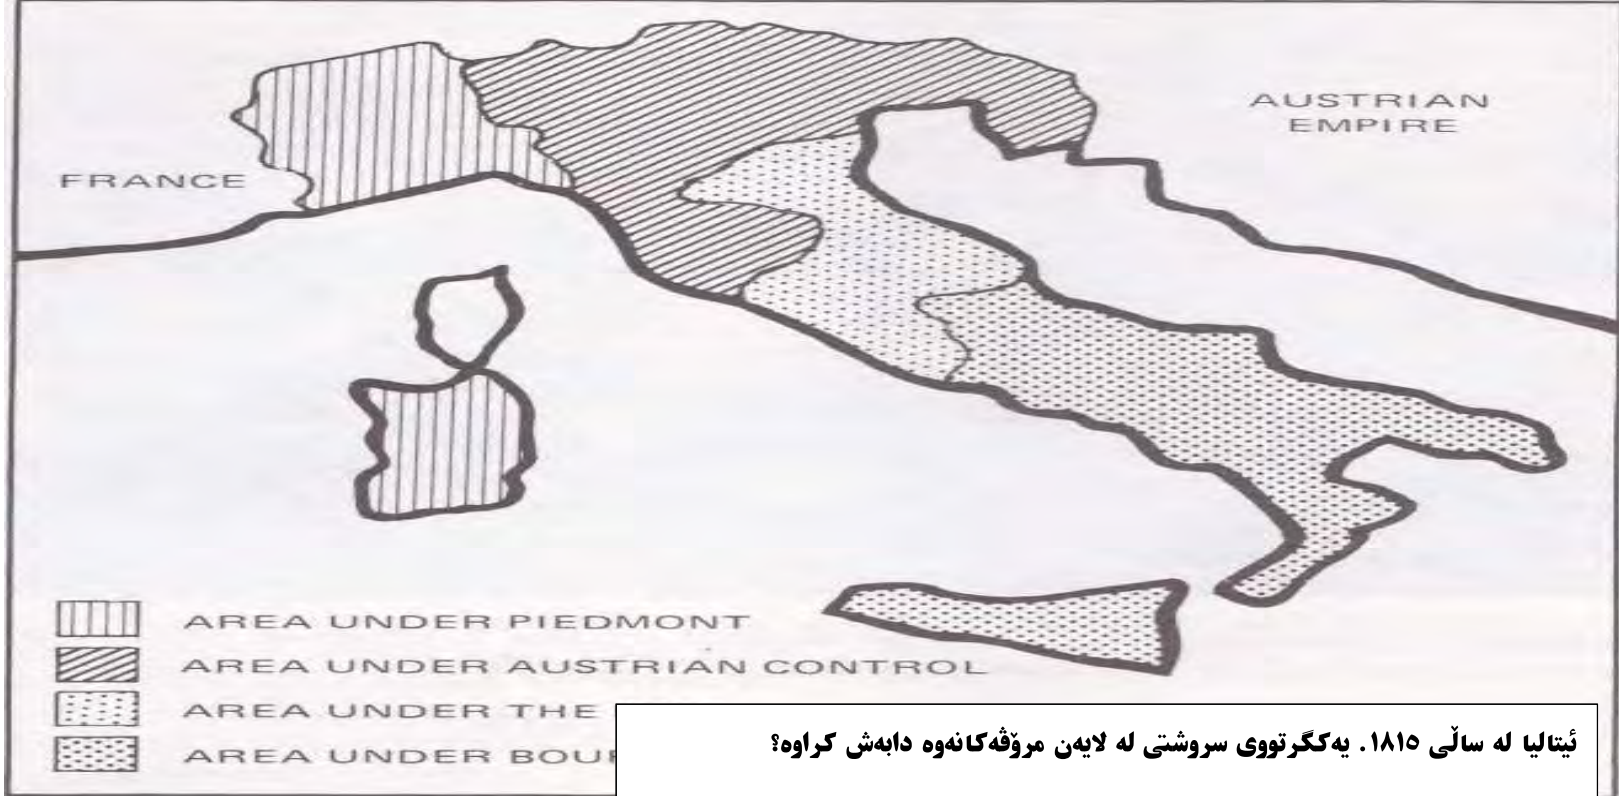 AUSTRIAN
EMPIRE
FRANCE
AREA UNDER PIEDMONT
AREA UNDER AUSTRIAN CONTROL
AREA UNDER THE
AREA UNDER BOU
ئیتالیا لە ساڵی ١٨١٥. یەکگرتووی سروشتی لە لایەن مرۆڤەکانەوە دابەش کراوە؟